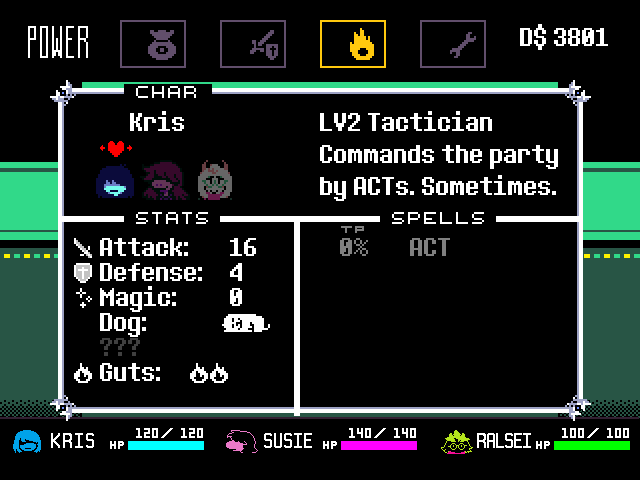 POWER
D$ 3801
CHAR
Kris
LV2 Tactician
Commands the party
by ACTs. Sometimes.
STATS
Attack: 16
Defense: 4
Magic: 0
Dog:
???
Guts:
SPELLS
TP
0% ACT
KRIS HP 120/120
SUSIE HP 140/140
RALSEI HP 100/100